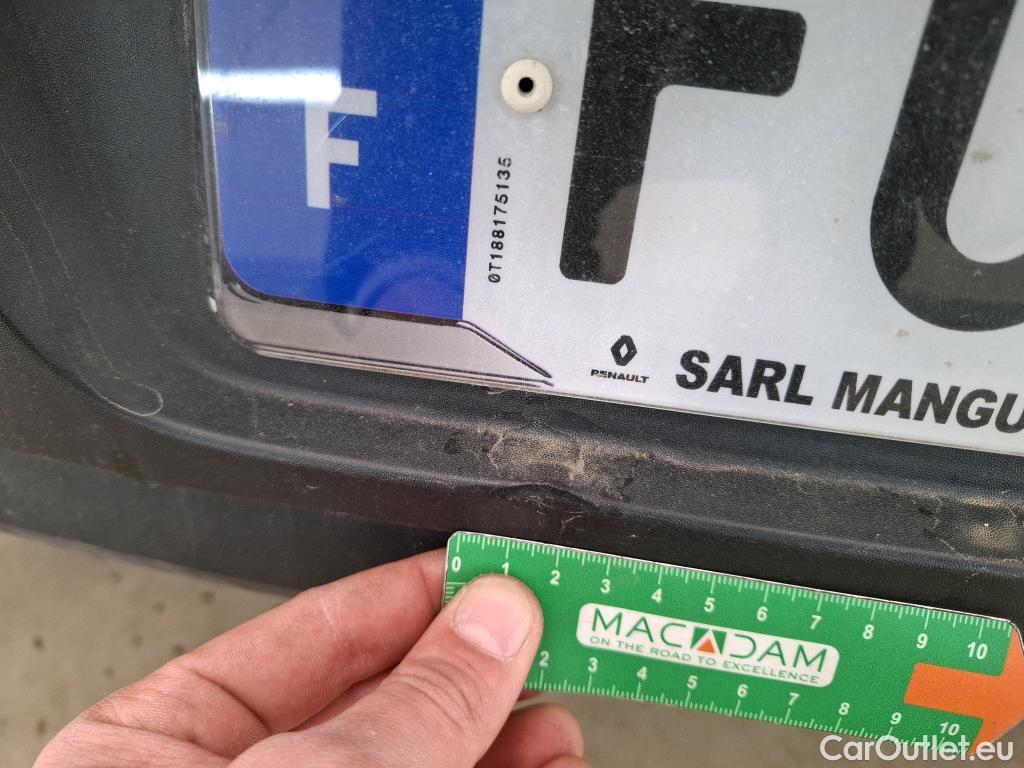 F
FU
0T188175135
RENAULT
SARL MANGU
0 1 2 3 4 5 6 7 8 9 10
MACADAM
ON THE ROAD TO EXCELLENCE
2 3 4 5 6 7 8 9 10
CarOutlet.eu